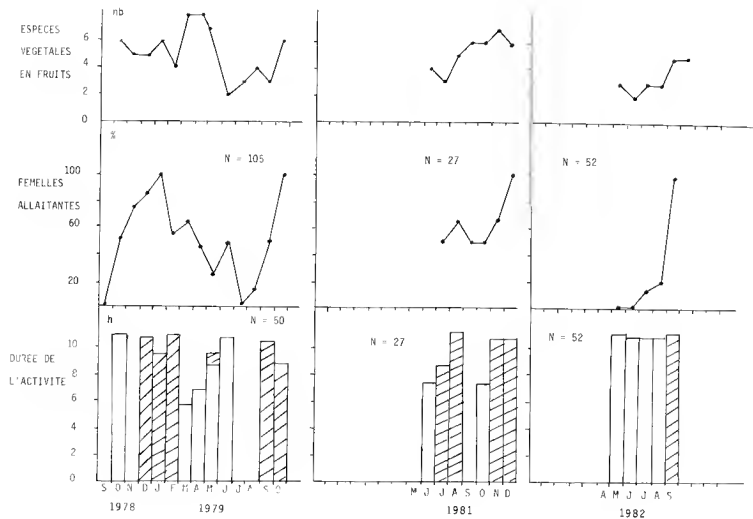 nb
ESPECES
VEGETALES
EN FRUITS
6
4
2
0
%
N = 105
N = 27
N = 52
FEMELLES
ALLAITANTES
100
60
20
h
N = 50
N = 27
N = 52
DURÉE DE
L'ACTIVITE
10
8
6
4
2
0
S O N D J F M A M J J A S O
M J J A S O N D
A M J J A S
1978
1979
1981
1982